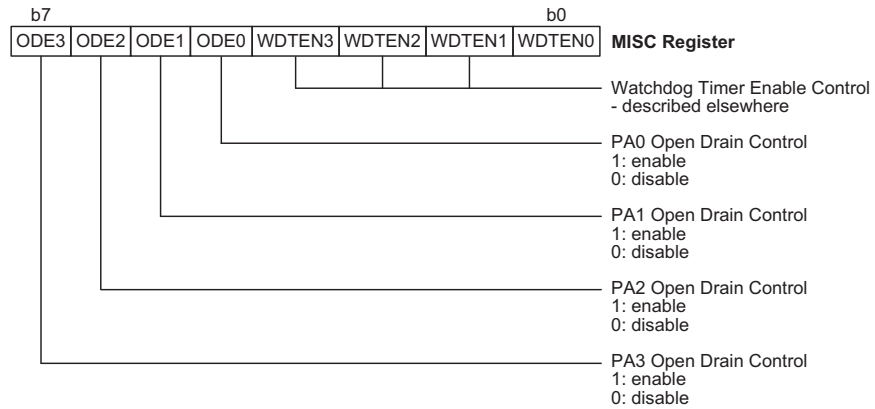 b7 b0
ODE3 ODE2 ODE1 ODE0 WDTEN3 WDTEN2 WDTEN1 WDTEN0 MISC Register
Watchdog Timer Enable Control
- described elsewhere
PA0 Open Drain Control
1: enable
0: disable
PA1 Open Drain Control
1: enable
0: disable
PA2 Open Drain Control
1: enable
0: disable
PA3 Open Drain Control
1: enable
0: disable